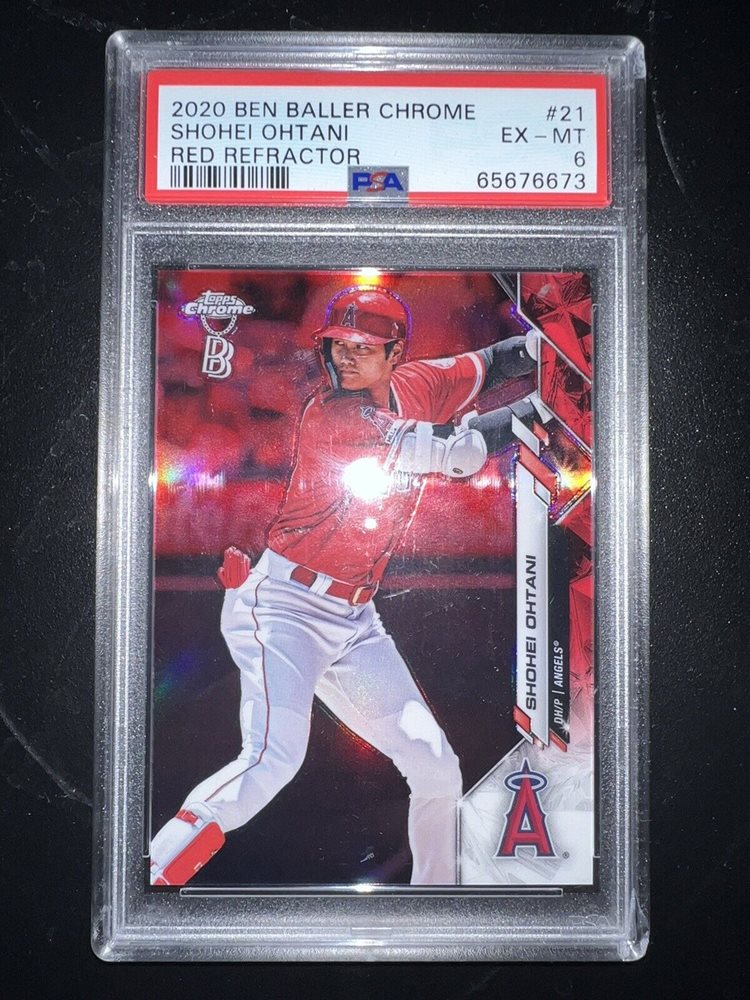 2020 BEN BALLER CHROME #21
SHOHEI OHTANI EX - MT
RED REFRACTOR 6
PSA 65676673
Topps
Chrome
B
A
SHOHEI OHTANI
DH/P | ANGELS®
A®